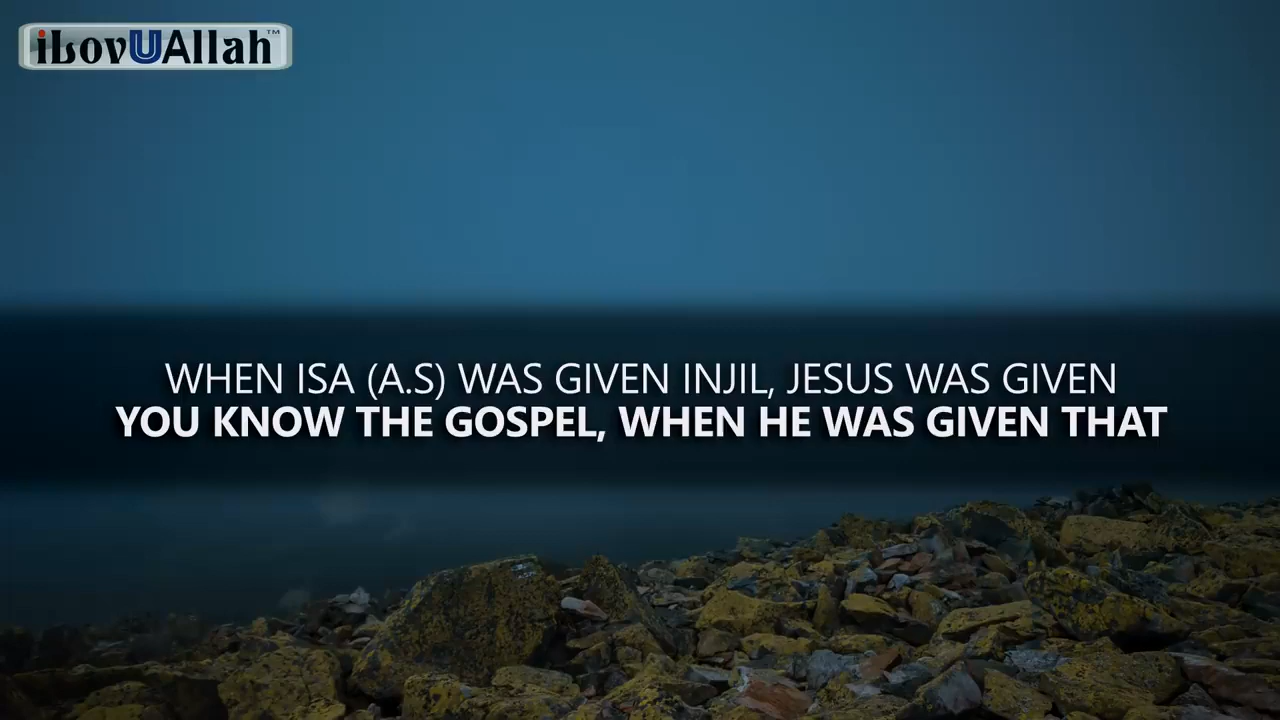 iLovUAllah™
WHEN ISA (A.S) WAS GIVEN INJIL, JESUS WAS GIVEN
YOU KNOW THE GOSPEL, WHEN HE WAS GIVEN THAT